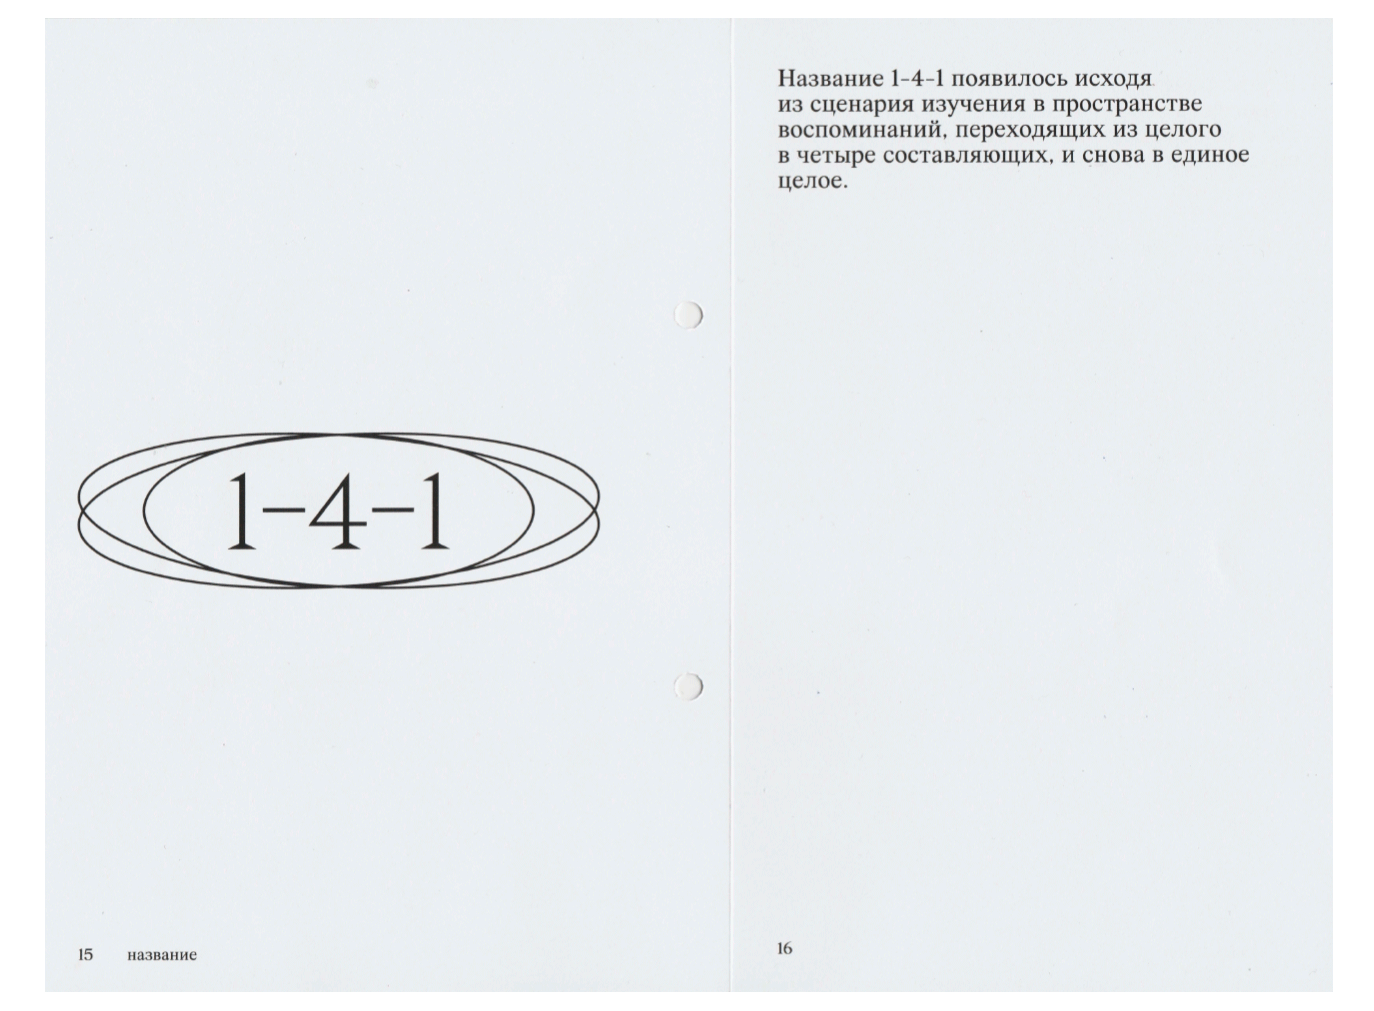 1-4-1
15 название
Название 1-4-1 появилось исходя
из сценария изучения в пространстве
воспоминаний, переходящих из целого
в четыре составляющих, и снова в единое
целое.
16